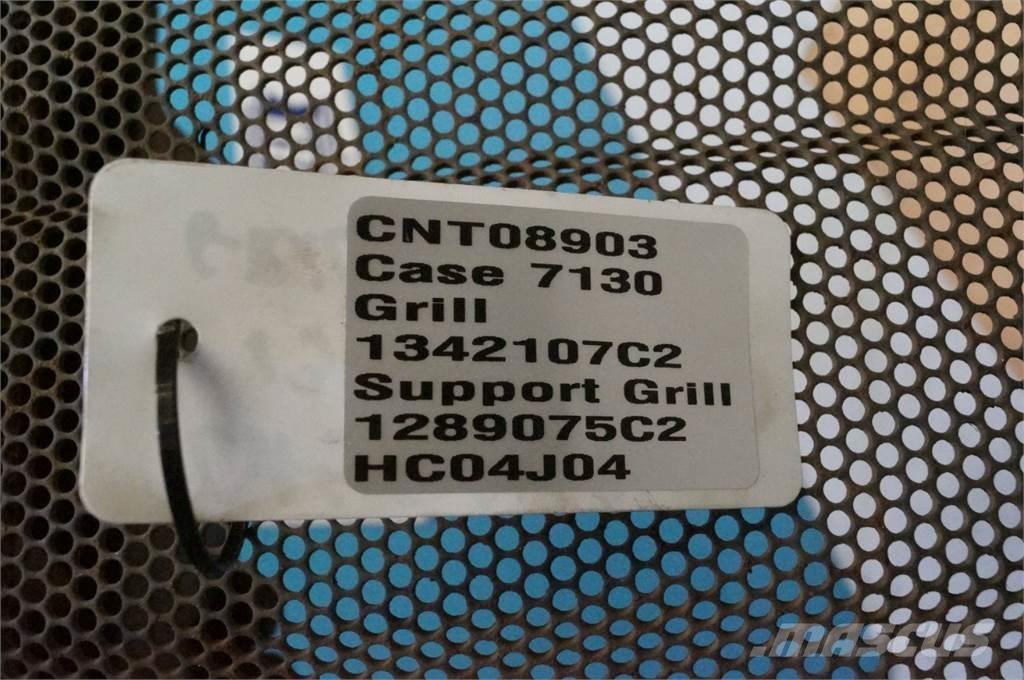 CNT08903
Case 7130
Grill
1342107C2
Support Grill
1289075C2
HC04J04
MASCUS